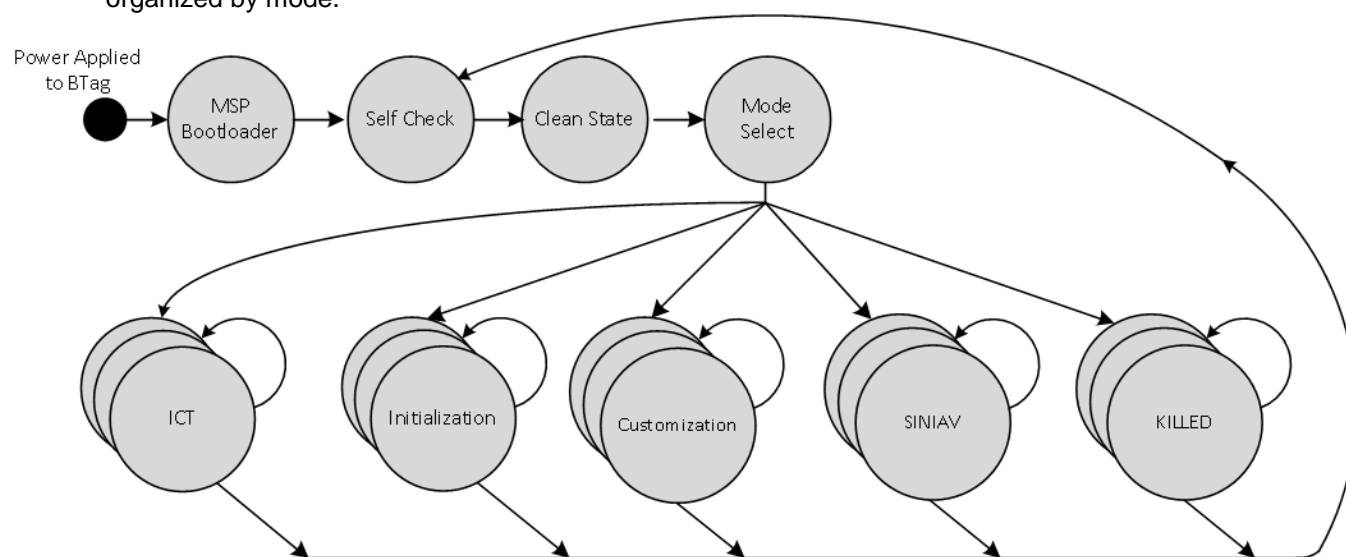 organized by mode.
Power Applied
to BTag
MSP
Bootloader
Self Check
Clean State
Mode
Select
ICT
Initialization
Customization
SINIAV
KILLED